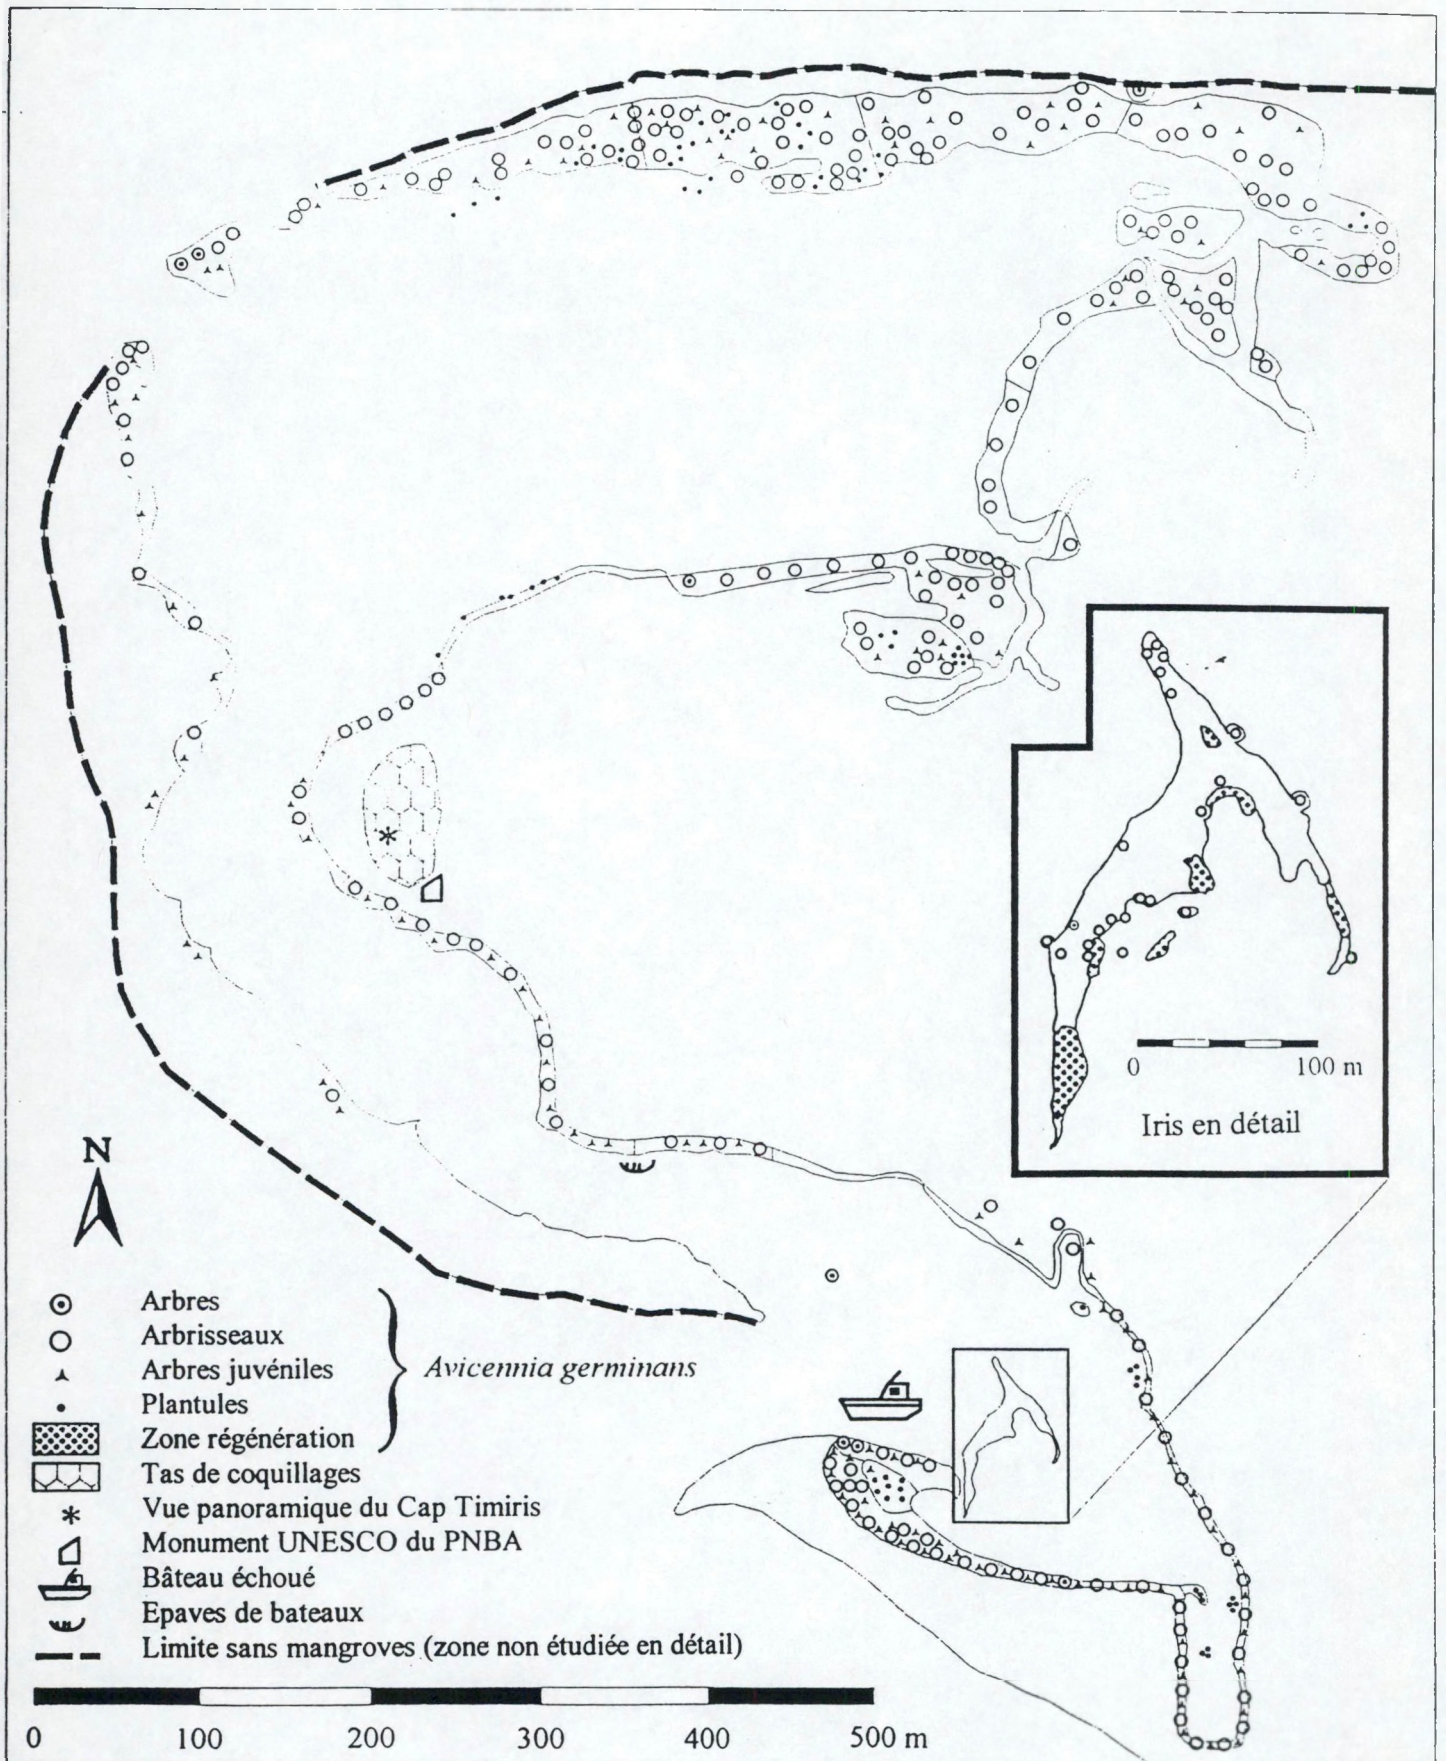 0 100 m
Iris en détail
N
Arbres
Arbrisseaux
Arbres juvéniles
Avicennia germinans
Plantules
Zone régénération
Tas de coquillages
Vue panoramique du Cap Timiris
Monument UNESCO du PNBA
Bâteau échoué
Epaves de bateaux
Limite sans mangroves (zone non étudiée en détail)
0 100 200 300 400 500 m